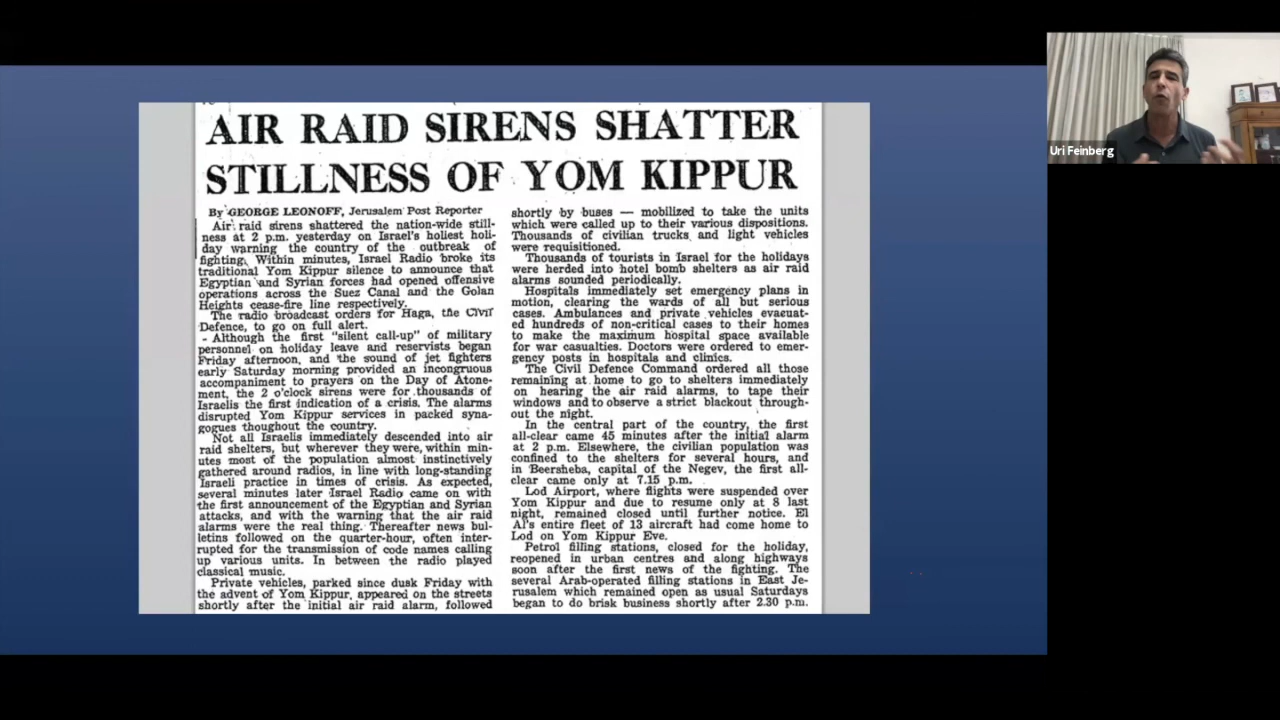 AIR RAID SIRENS SHATTER
STILLNESS OF YOM KIPPUR
By GEORGE LEONOFF, Jerusalem Post Reporter
Air raid sirens shattered the nation-wide still-
ness at 2 p.m. yesterday on Israel's holiest holi-
day warning the country of the outbreak of
fighting. Within minutes, Israel Radio broke its
traditional Yom Kippur silence to announce that
Egyptian and Syrian forces had opened offensive
operations across the Suez Canal and the Golan
Heights cease-fire line respectively.
The radio broadcast orders for Haga, the Civil
Defence, to go on full alert.
- Although the first "silent call-up" of military
personnel on holiday leave and reservists began
Friday afternoon, and the sound of jet fighters
early Saturday morning provided an incongruous
accompaniment to prayers on the Day of Atone-
ment, the 2 o'clock sirens were for thousands of
Israelis the first indication of a crisis. The alarms
disrupted Yom Kippur services in packed syna-
gogues thoughout the country.
Not all Israelis immediately descended into air
raid shelters, but wherever they were, within min-
utes most of the population almost instinctively
gathered around radios, in line with long-standing
Israeli practice in times of crisis. As expected,
several minutes later Israel Radio came on with
the first announcement of the Egyptian and Syrian
attacks, and with the warning that the air raid
alarms were the real thing. Thereafter news bul-
letins followed on the quarter-hour, often inter-
rupted for the transmission of code names calling
up various units. In between the radio played
classical music.
Private vehicles, parked since dusk Friday with
the advent of Yom Kippur, appeared on the streets
shortly after the initial air raid alarm, followed
shortly by buses — mobilized to take the units
which were called up to their various dispositions.
Thousands of civilian trucks and light vehicles
were requisitioned.
Thousands of tourists in Israel for the holidays
were herded into hotel bomb shelters as air raid
alarms sounded periodically.
Hospitals immediately set emergency plans in
motion, clearing the wards of all but serious
cases. Ambulances and private vehicles evacuat-
ed hundreds of non-critical cases to their homes
to make the maximum hospital space available
for war casualties. Doctors were ordered to emer-
gency posts in hospitals and clinics.
The Civil Defence Command ordered all those
remaining at home to go to shelters immediately
on hearing the air raid alarms, to tape their
windows and to observe a strict blackout through-
out the night.
In the central part of the country, the first
all-clear came 45 minutes after the initial alarm
at 2 p.m. Elsewhere, the civilian population was
confined to the shelters for several hours, and
in Beersheba, capital of the Negev, the first all-
clear came only at 7.15 p.m.
Lod Airport, where flights were suspended over
Yom Kippur and due to resume only at 8 last
night, remained closed until further notice. El
Al's entire fleet of 13 aircraft had come home to
Lod on Yom Kippur Eve.
Petrol filling stations, closed for the holiday,
reopened in urban centres and along highways
soon after the first news of the fighting. The
several Arab-operated filling stations in East Je-
rusalem which remained open as usual Saturdays
began to do brisk business shortly after 2.30 p.m.
Uri Feinberg